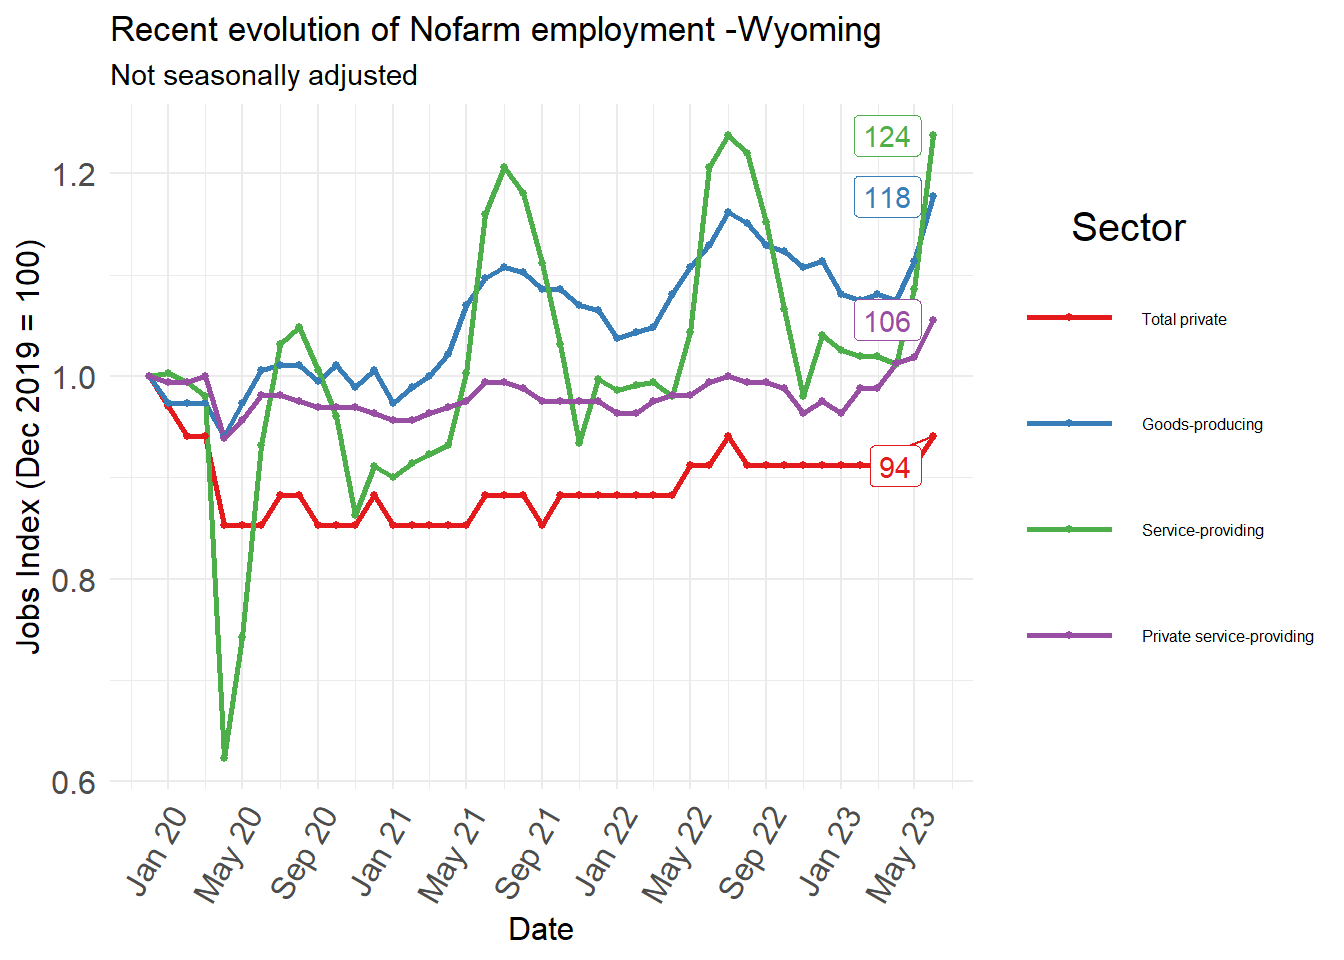 Recent evolution of Nofarm employment -Wyoming
Not seasonally adjusted
Jobs Index (Dec 2019 = 100)
1.2
1.0
0.8
0.6
124
118
106
94
Jan 20
May 20
Sep 20
Jan 21
May 21
Sep 21
Jan 22
May 22
Sep 22
Jan 23
May 23
Date
Sector
Total private
Goods-producing
Service-providing
Private service-providing